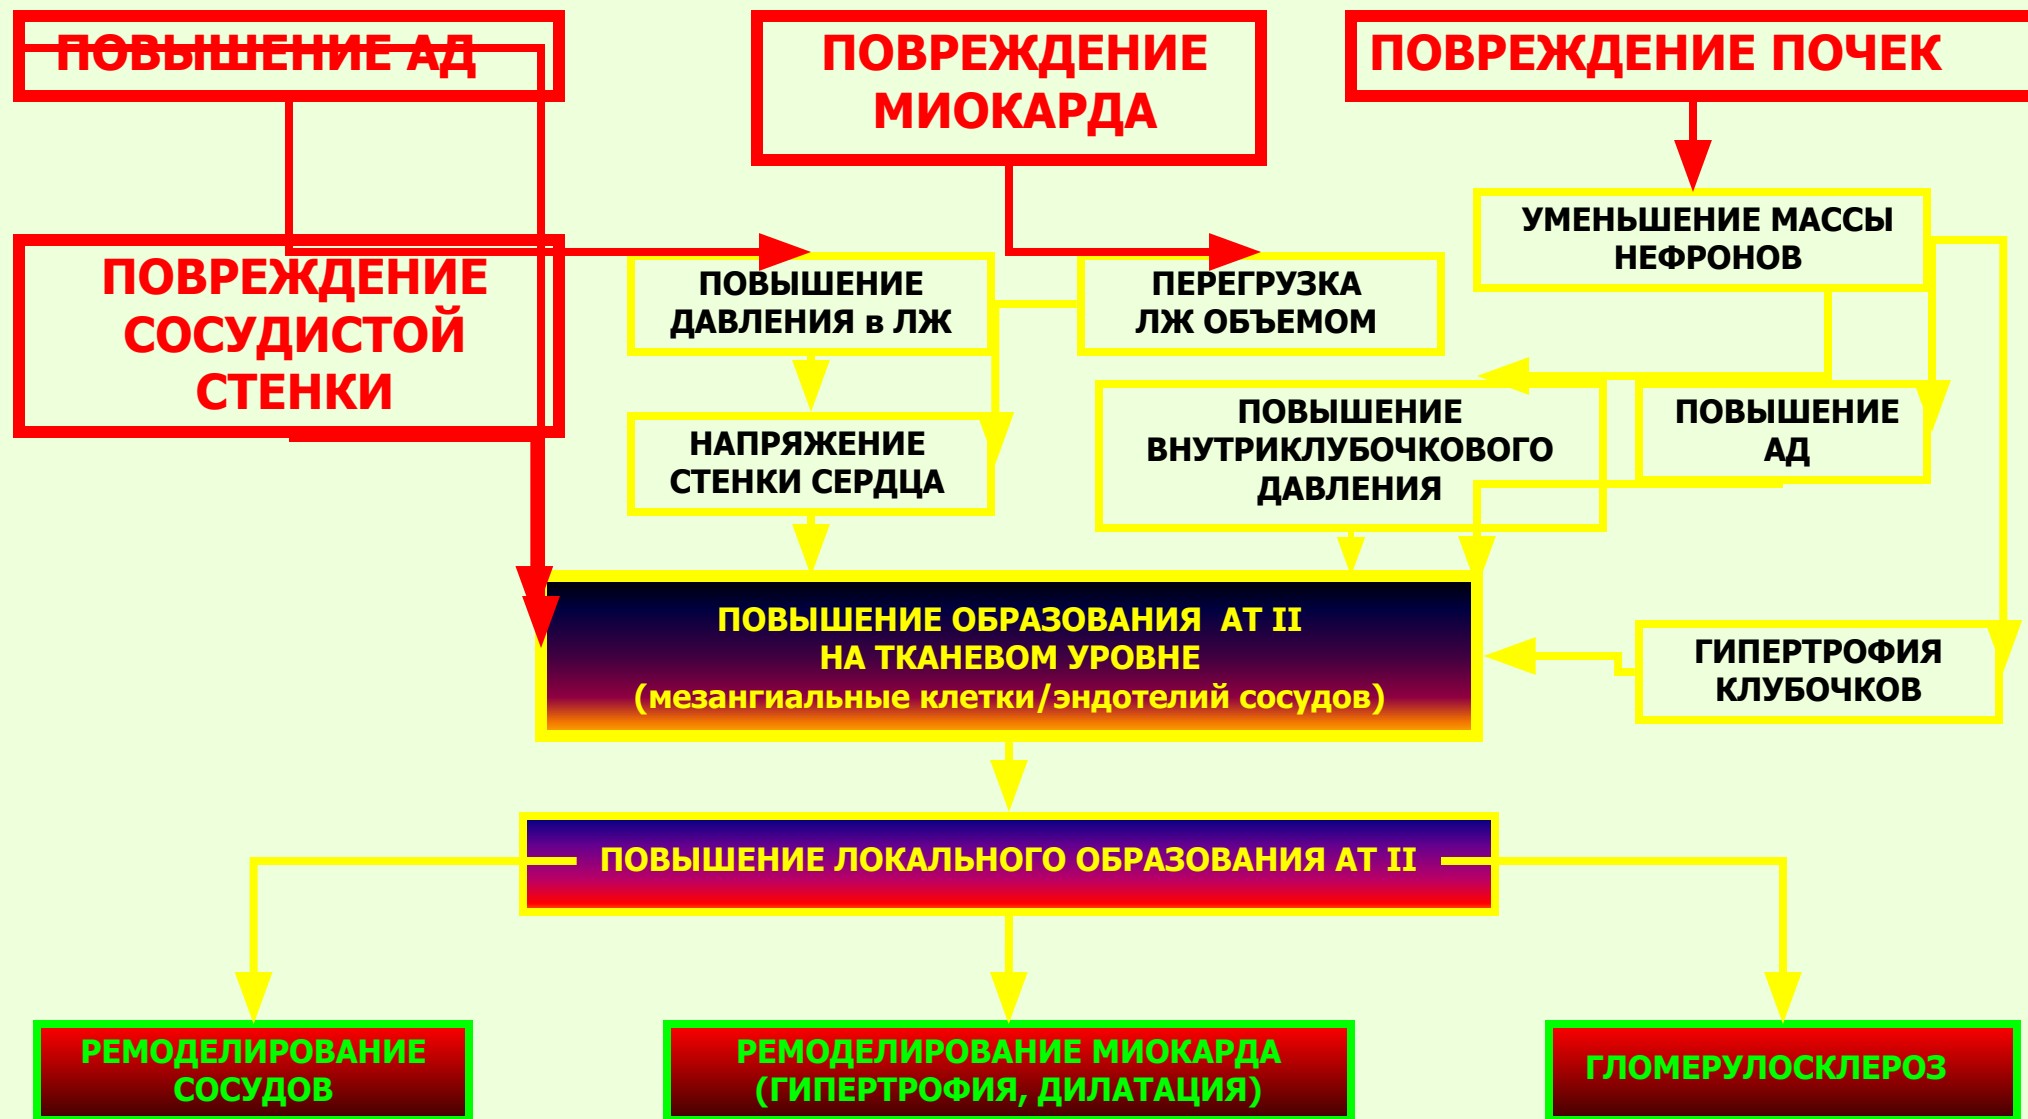 ПОВЫШЕНИЕ АД
ПОВРЕЖДЕНИЕ
МИОКАРДА
ПОВРЕЖДЕНИЕ ПОЧЕК
УМЕНЬШЕНИЕ МАССЫ
НЕФРОНОВ
ПОВРЕЖДЕНИЕ
СОСУДИСТОЙ
СТЕНКИ
ПОВЫШЕНИЕ
ДАВЛЕНИЯ в ЛЖ
ПЕРЕГРУЗКА
ЛЖ ОБЪЕМОМ
НАПРЯЖЕНИЕ
СТЕНКИ СЕРДЦА
ПОВЫШЕНИЕ
ВНУТРИКЛУБОЧКОВОГО
ДАВЛЕНИЯ
ПОВЫШЕНИЕ
АД
ПОВЫШЕНИЕ ОБРАЗОВАНИЯ АТ II
НА ТКАНЕВОМ УРОВНЕ
(мезангиальные клетки/эндотелий сосудов)
ГИПЕРТРОФИЯ
КЛУБОЧКОВ
ПОВЫШЕНИЕ ЛОКАЛЬНОГО ОБРАЗОВАНИЯ АТ II
РЕМОДЕЛИРОВАНИЕ
СОСУДОВ
РЕМОДЕЛИРОВАНИЕ МИОКАРДА
(ГИПЕРТРОФИЯ, ДИЛАТАЦИЯ)
ГЛОМЕРУЛОСКЛЕРОЗ